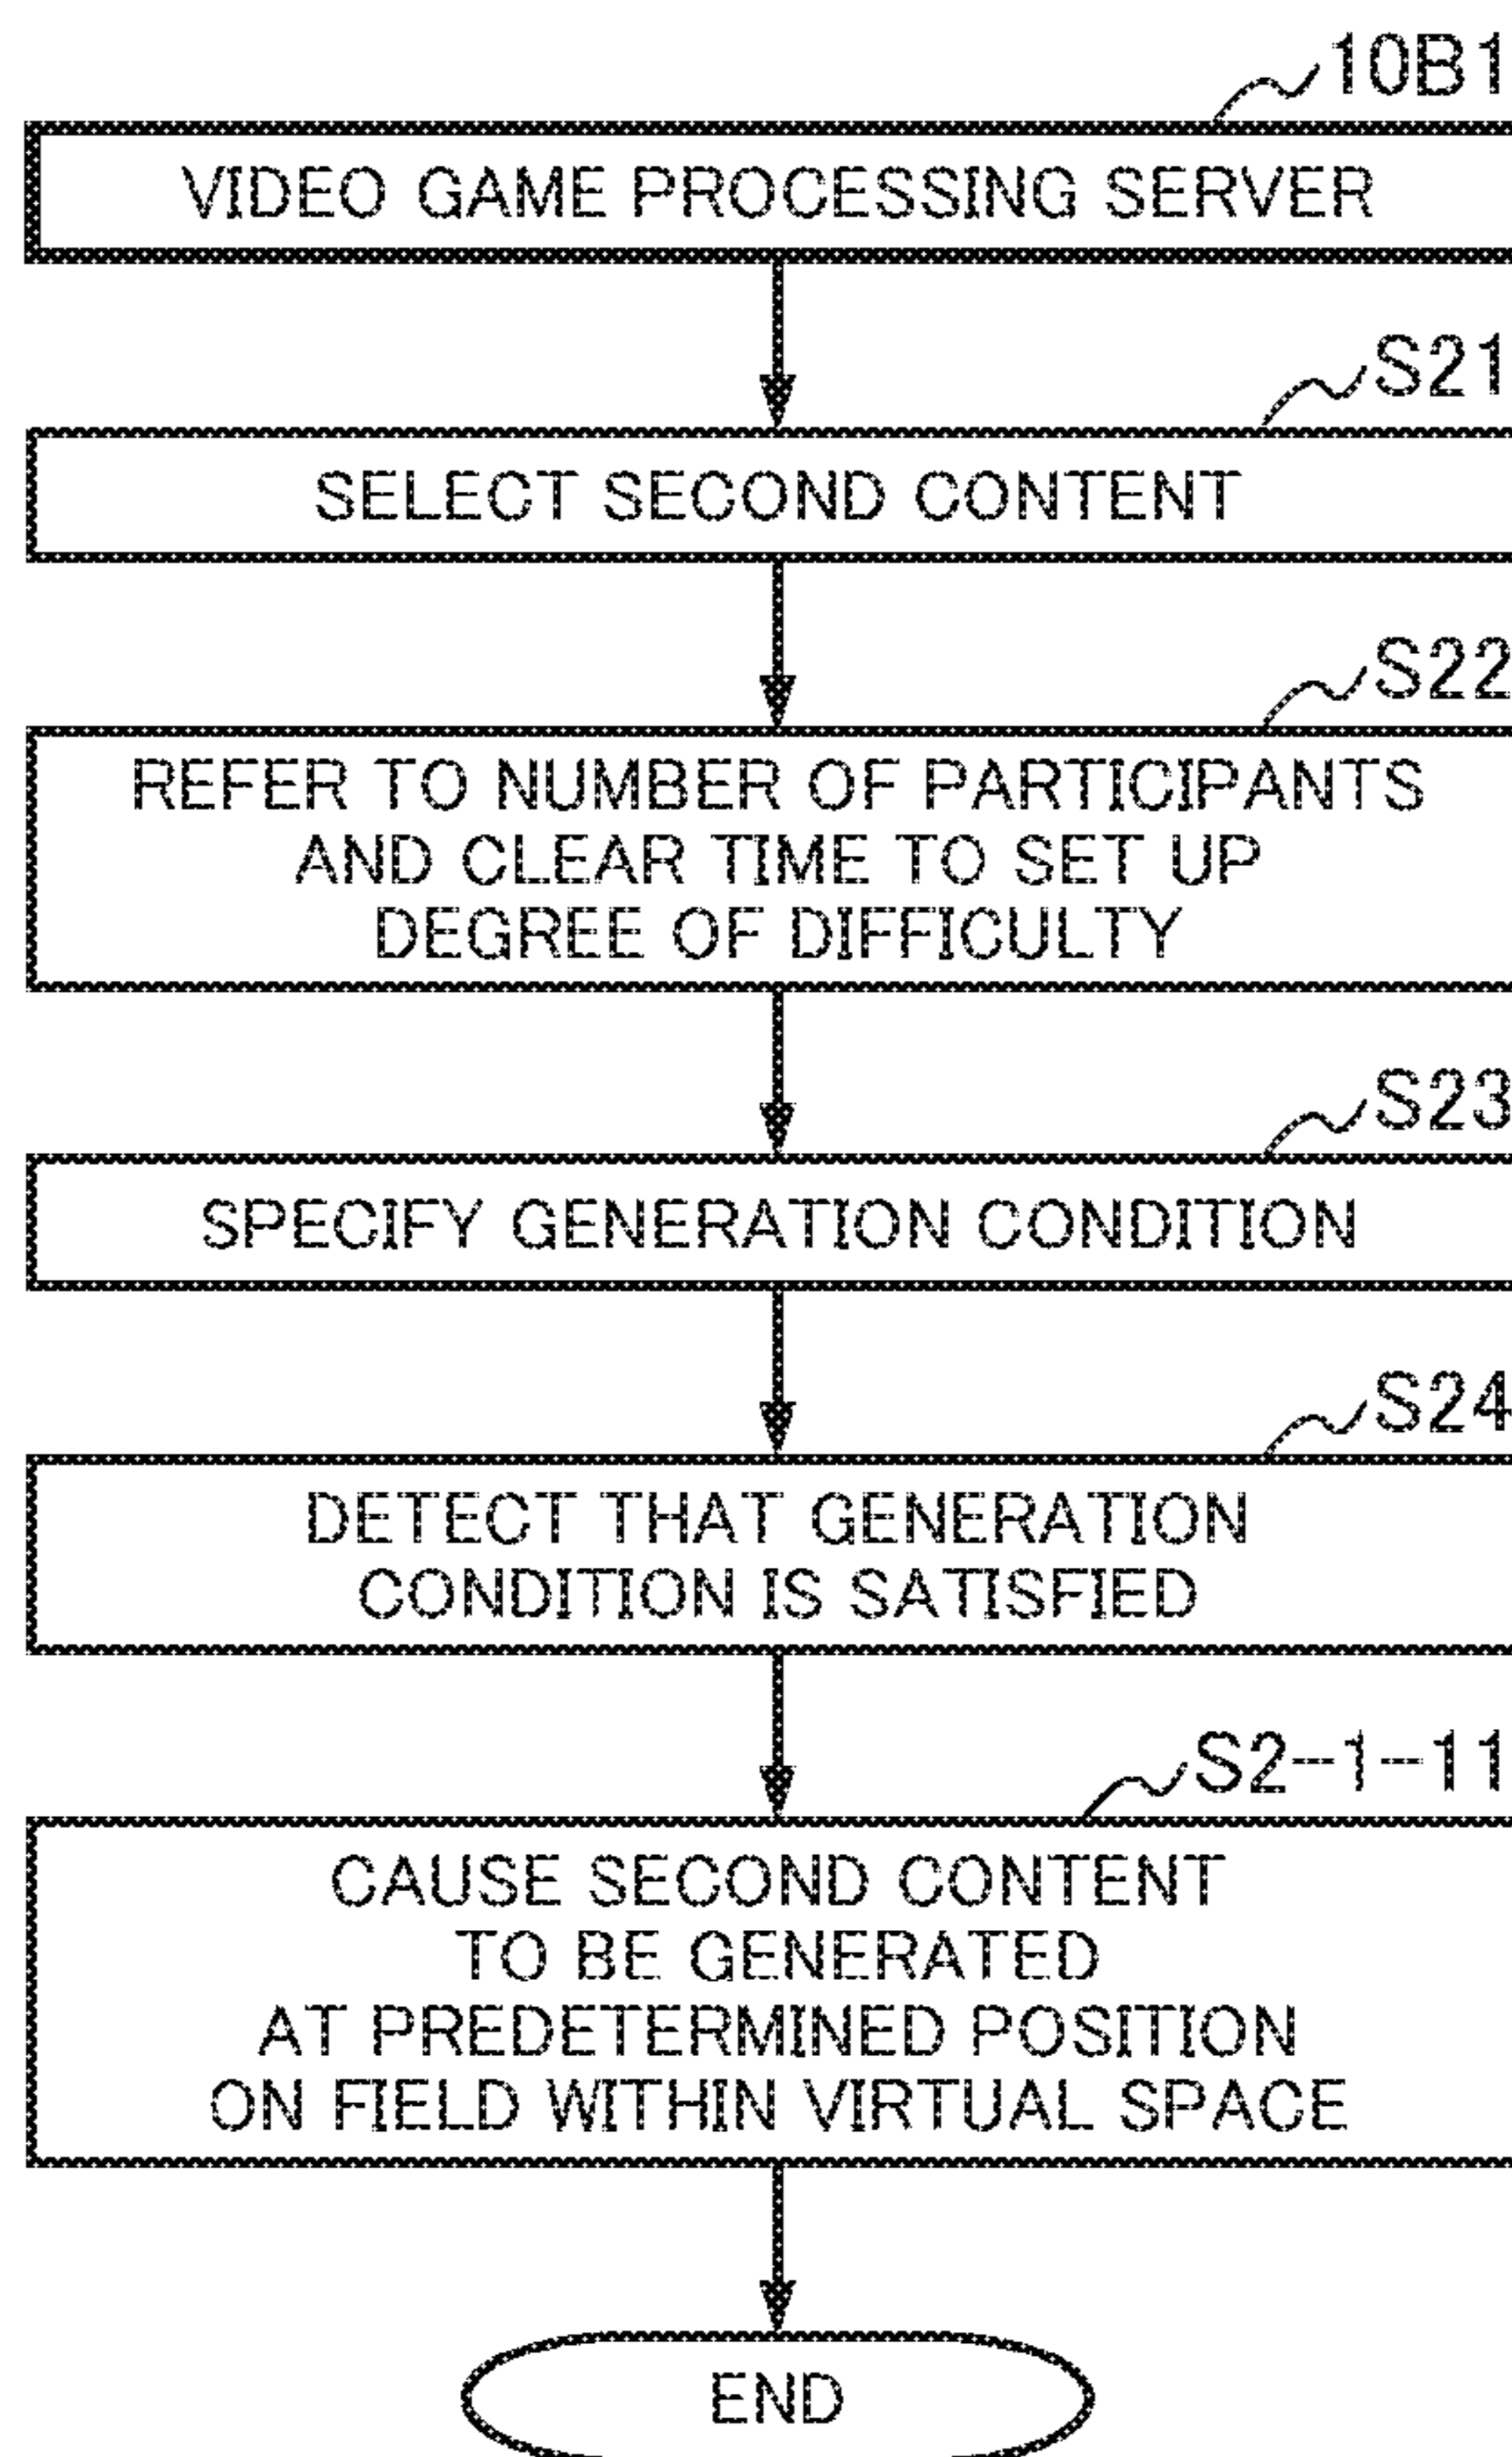 10B1
VIDEO GAME PROCESSING SERVER
S21
SELECT SECOND CONTENT
S22
REFER TO NUMBER OF PARTICIPANTS
AND CLEAR TIME TO SET UP
DEGREE OF DIFFICULTY
S23
SPECIFY GENERATION CONDITION
S24
DETECT THAT GENERATION
CONDITION IS SATISFIED
S2-1-11
CAUSE SECOND CONTENT
TO BE GENERATED
AT PREDETERMINED POSITION
ON FIELD WITHIN VIRTUAL SPACE
END